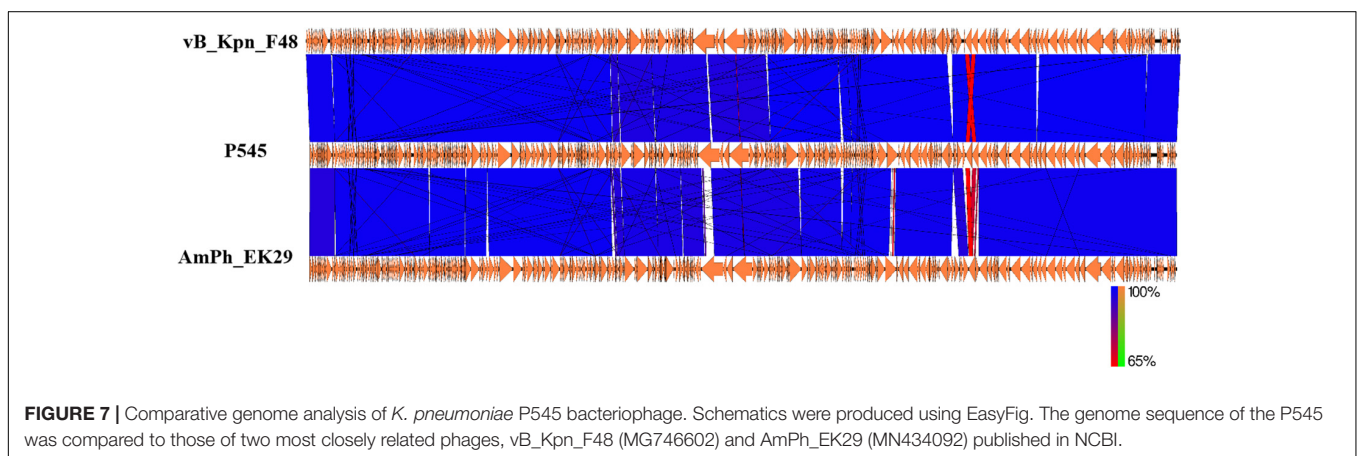 vB_Kpn_F48
P545
AmPh_EK29
100%
65%
FIGURE 7 | Comparative genome analysis of K. pneumoniae P545 bacteriophage. Schematics were produced using EasyFig. The genome sequence of the P545
was compared to those of two most closely related phages, vB_Kpn_F48 (MG746602) and AmPh_EK29 (MN434092) published in NCBI.